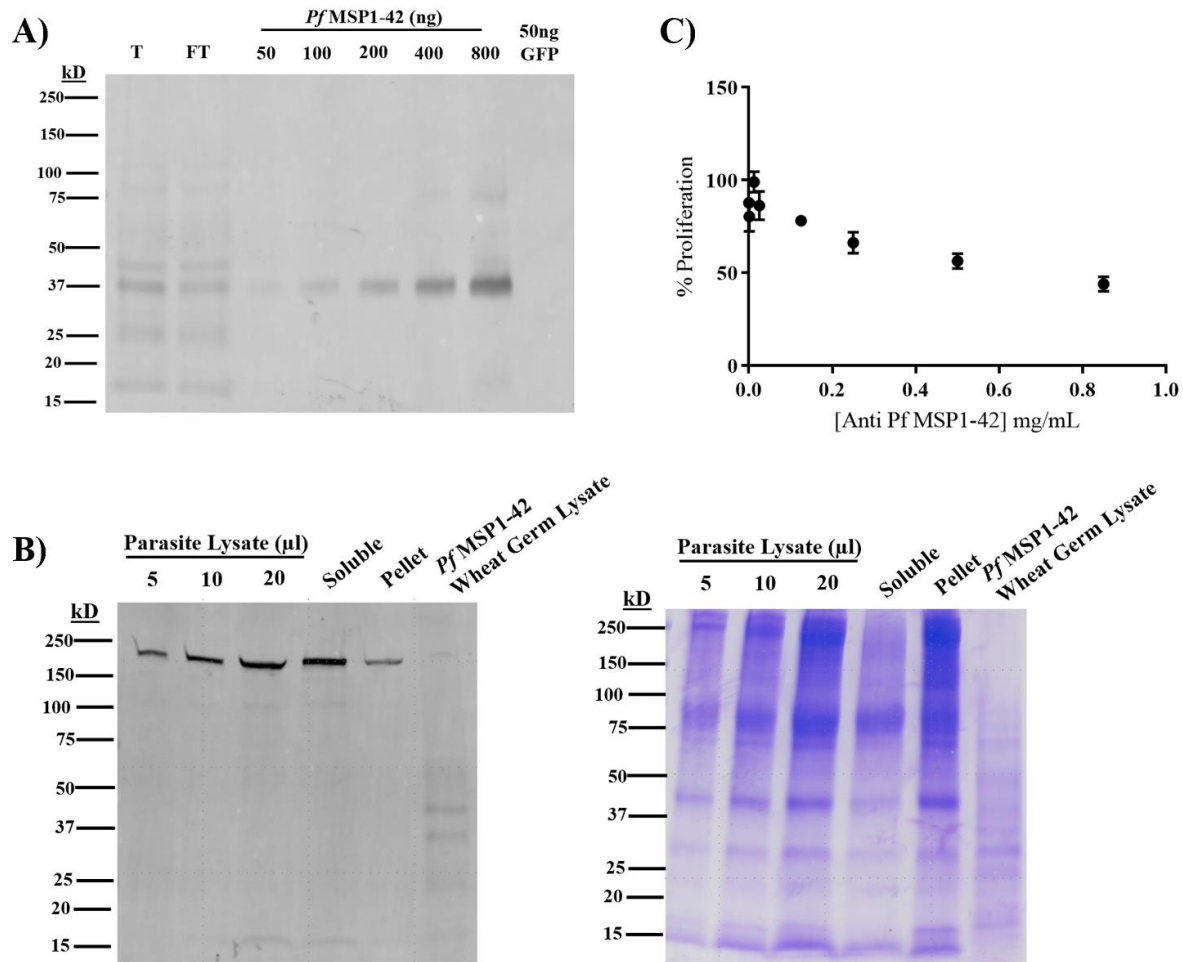 A)
Pf MSP1-42 (ng)
50ng
T FT 50 100 200 400 800 GFP
kD
250
150
100
75
50
37
25
20
15
C)
% Proliferation
150
100
50
0
0.0 0.2 0.4 0.6 0.8 1.0
[Anti Pf MSP1-42] mg/mL
B)
Parasite Lysate (µl)
5 10 20
Soluble
Pellet
Pf MSP1-42
Wheat Germ Lysate
kD
250
150
100
75
50
37
25
20
15
Parasite Lysate (µl)
5 10 20
Soluble
Pellet
Pf MSP1-42
Wheat Germ Lysate
kD
250
150
100
75
50
37
25
20
15